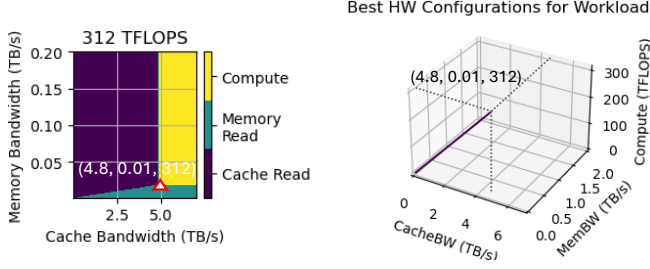 Best HW Configurations for Workload
312 TFLOPS
Memory Bandwidth (TB/s)
0.20
0.15
0.10
0.05
(4.8, 0.01, 312)
2.5
5.0
Cache Bandwidth (TB/s)
Compute
Memory
Read
Cache Read
(4.8, 0.01, 312)
300
200
100
0
Compute (TFLOPS)
2.0
1.5
1.0
0.5
0.0
MemBW (TB/s)
0
2
4
6
CacheBW (TB/s)